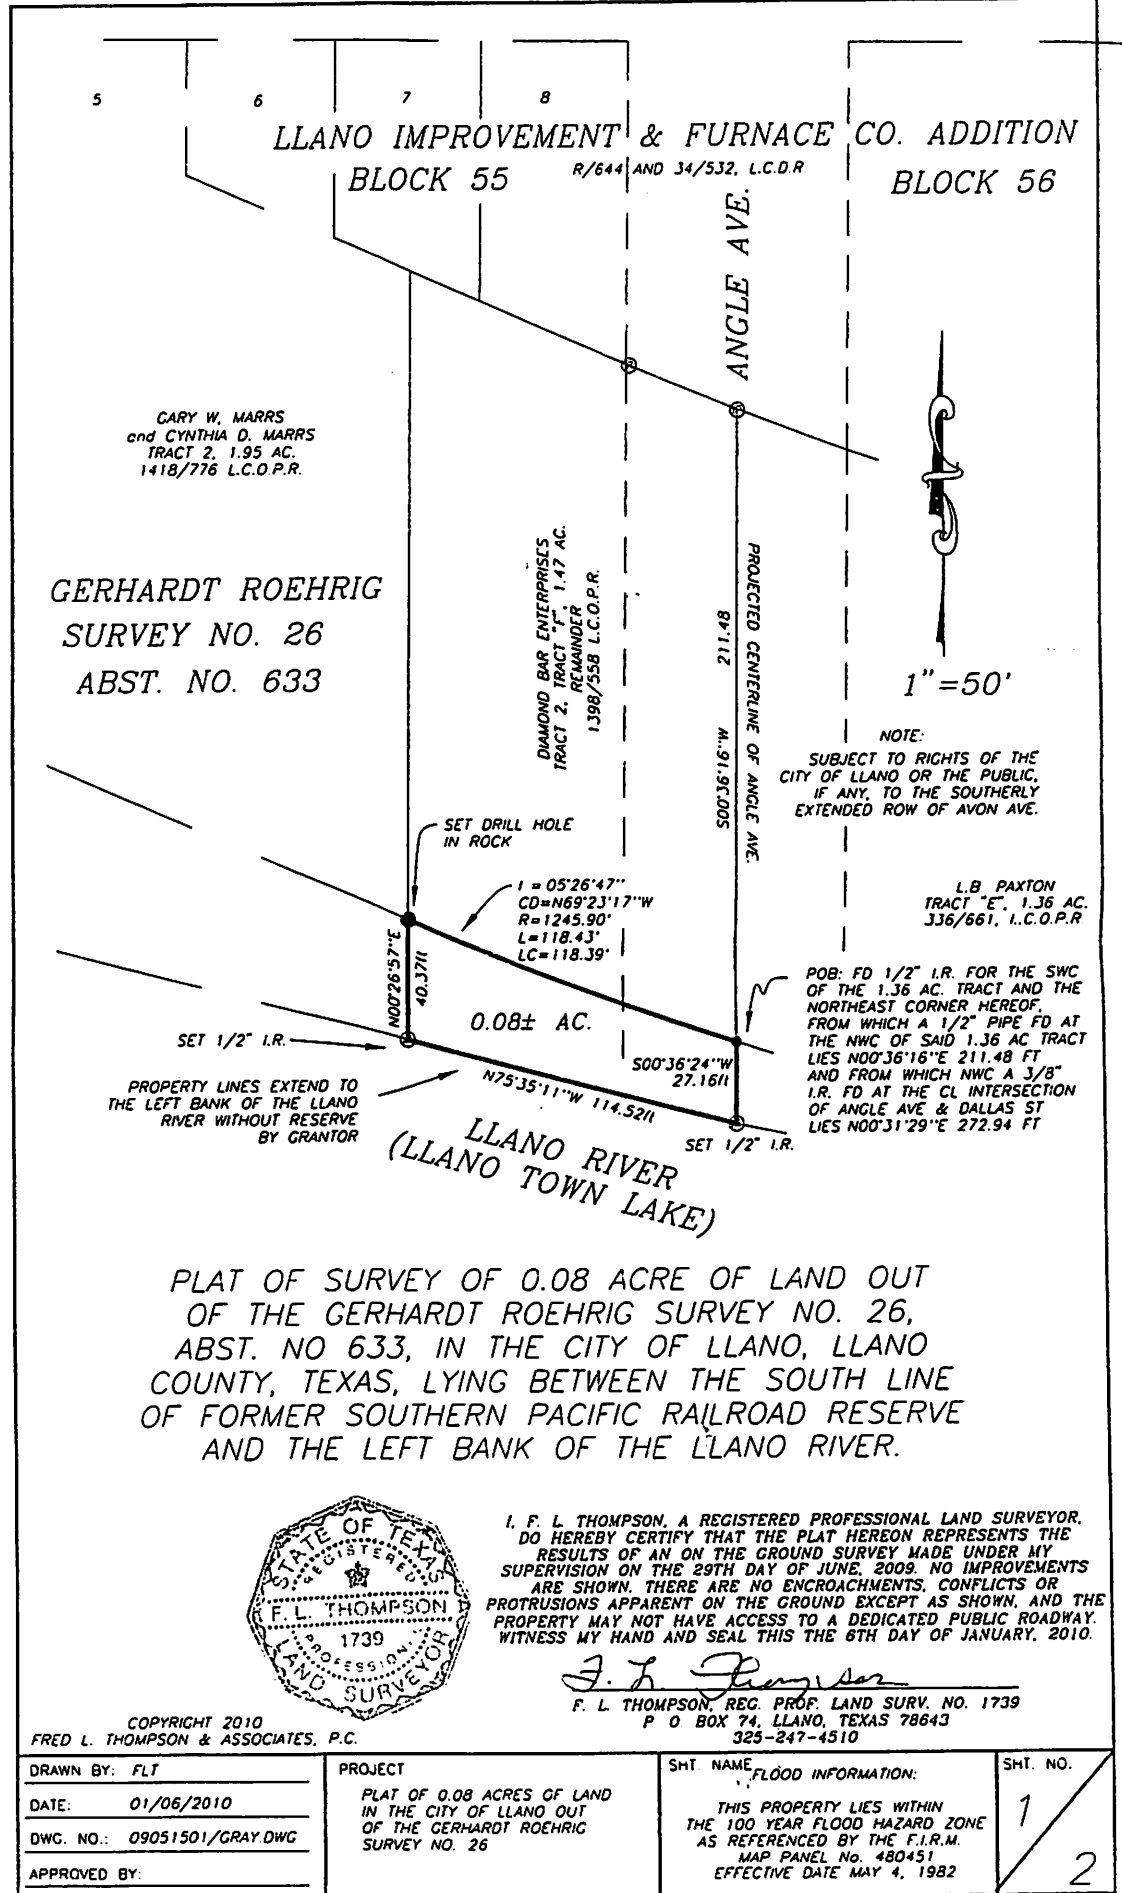 5
6
7
8
LLANO IMPROVEMENT & FURNACE CO. ADDITION
BLOCK 55
R/644 AND 34/532, L.C.D.R
BLOCK 56
ANGLE AVE.
GARY W. MARRS
and CYNTHIA D. MARRS
TRACT 2, 1.95 AC.
1418/776 L.C.O.P.R.
GERHARDT ROEHRIG
SURVEY NO. 26
ABST. NO. 633
DIAMOND BAR ENTERPRISES
TRACT 2, TRACT "F", 1.47 AC.
REMAINDER
1398/558 L.C.O.P.R.
S00°36'16"W 211.48
PROJECTED CENTERLINE OF ANGLE AVE.
1"=50'
NOTE:
SUBJECT TO RIGHTS OF THE
CITY OF LLANO OR THE PUBLIC,
IF ANY, TO THE SOUTHERLY
EXTENDED ROW OF AVON AVE.
SET DRILL HOLE
IN ROCK
I = 05°26'47"
CD=N69°23'17"W
R=1245.90'
L=118.43'
LC=118.39'
L.B PAXTON
TRACT "E", 1.36 AC.
336/661, L.C.O.P.R
N00°26'57"E
40.37ft
0.08± AC.
POB: FD 1/2" I.R. FOR THE SWC
OF THE 1.36 AC. TRACT AND THE
NORTHEAST CORNER HEREOF,
FROM WHICH A 1/2" PIPE FD AT
THE NWC OF SAID 1.36 AC TRACT
LIES N00°36'16"E 211.48 FT
AND FROM WHICH NWC A 3/8"
I.R. FD AT THE CL INTERSECTION
OF ANGLE AVE & DALLAS ST
LIES N00°31'29"E 272.94 FT
SET 1/2" I.R.
S00°36'24"W
27.16ft
N75°35'11"W 114.52ft
PROPERTY LINES EXTEND TO
THE LEFT BANK OF THE LLANO
RIVER WITHOUT RESERVE
BY GRANTOR
SET 1/2" I.R.
LLANO RIVER
(LLANO TOWN LAKE)
PLAT OF SURVEY OF 0.08 ACRE OF LAND OUT
OF THE GERHARDT ROEHRIG SURVEY NO. 26,
ABST. NO 633, IN THE CITY OF LLANO, LLANO
COUNTY, TEXAS, LYING BETWEEN THE SOUTH LINE
OF FORMER SOUTHERN PACIFIC RAILROAD RESERVE
AND THE LEFT BANK OF THE LLANO RIVER.
STATE OF TEXAS
REGISTERED
F. L. THOMPSON
1739
PROFESSIONAL
LAND SURVEYOR
I, F. L. THOMPSON, A REGISTERED PROFESSIONAL LAND SURVEYOR,
DO HEREBY CERTIFY THAT THE PLAT HEREON REPRESENTS THE
RESULTS OF AN ON THE GROUND SURVEY MADE UNDER MY
SUPERVISION ON THE 29TH DAY OF JUNE, 2009. NO IMPROVEMENTS
ARE SHOWN. THERE ARE NO ENCROACHMENTS, CONFLICTS OR
PROTRUSIONS APPARENT ON THE GROUND EXCEPT AS SHOWN, AND THE
PROPERTY MAY NOT HAVE ACCESS TO A DEDICATED PUBLIC ROADWAY.
WITNESS MY HAND AND SEAL THIS THE 6TH DAY OF JANUARY, 2010.
F. L. Thompson
F. L. THOMPSON, REG. PROF. LAND SURV. NO. 1739
P O BOX 74, LLANO, TEXAS 78643
325-247-4510
COPYRIGHT 2010
FRED L. THOMPSON & ASSOCIATES, P.C.
DRAWN BY: FLT
DATE: 01/06/2010
DWG. NO.: 09051501/GRAY.DWG
APPROVED BY:
PROJECT
PLAT OF 0.08 ACRES OF LAND
IN THE CITY OF LLANO OUT
OF THE GERHARDT ROEHRIG
SURVEY NO. 26
SHT. NAME
FLOOD INFORMATION:
THIS PROPERTY LIES WITHIN
THE 100 YEAR FLOOD HAZARD ZONE
AS REFERENCED BY THE F.I.R.M.
MAP PANEL No. 480451
EFFECTIVE DATE MAY 4, 1982
SHT. NO.
1
2